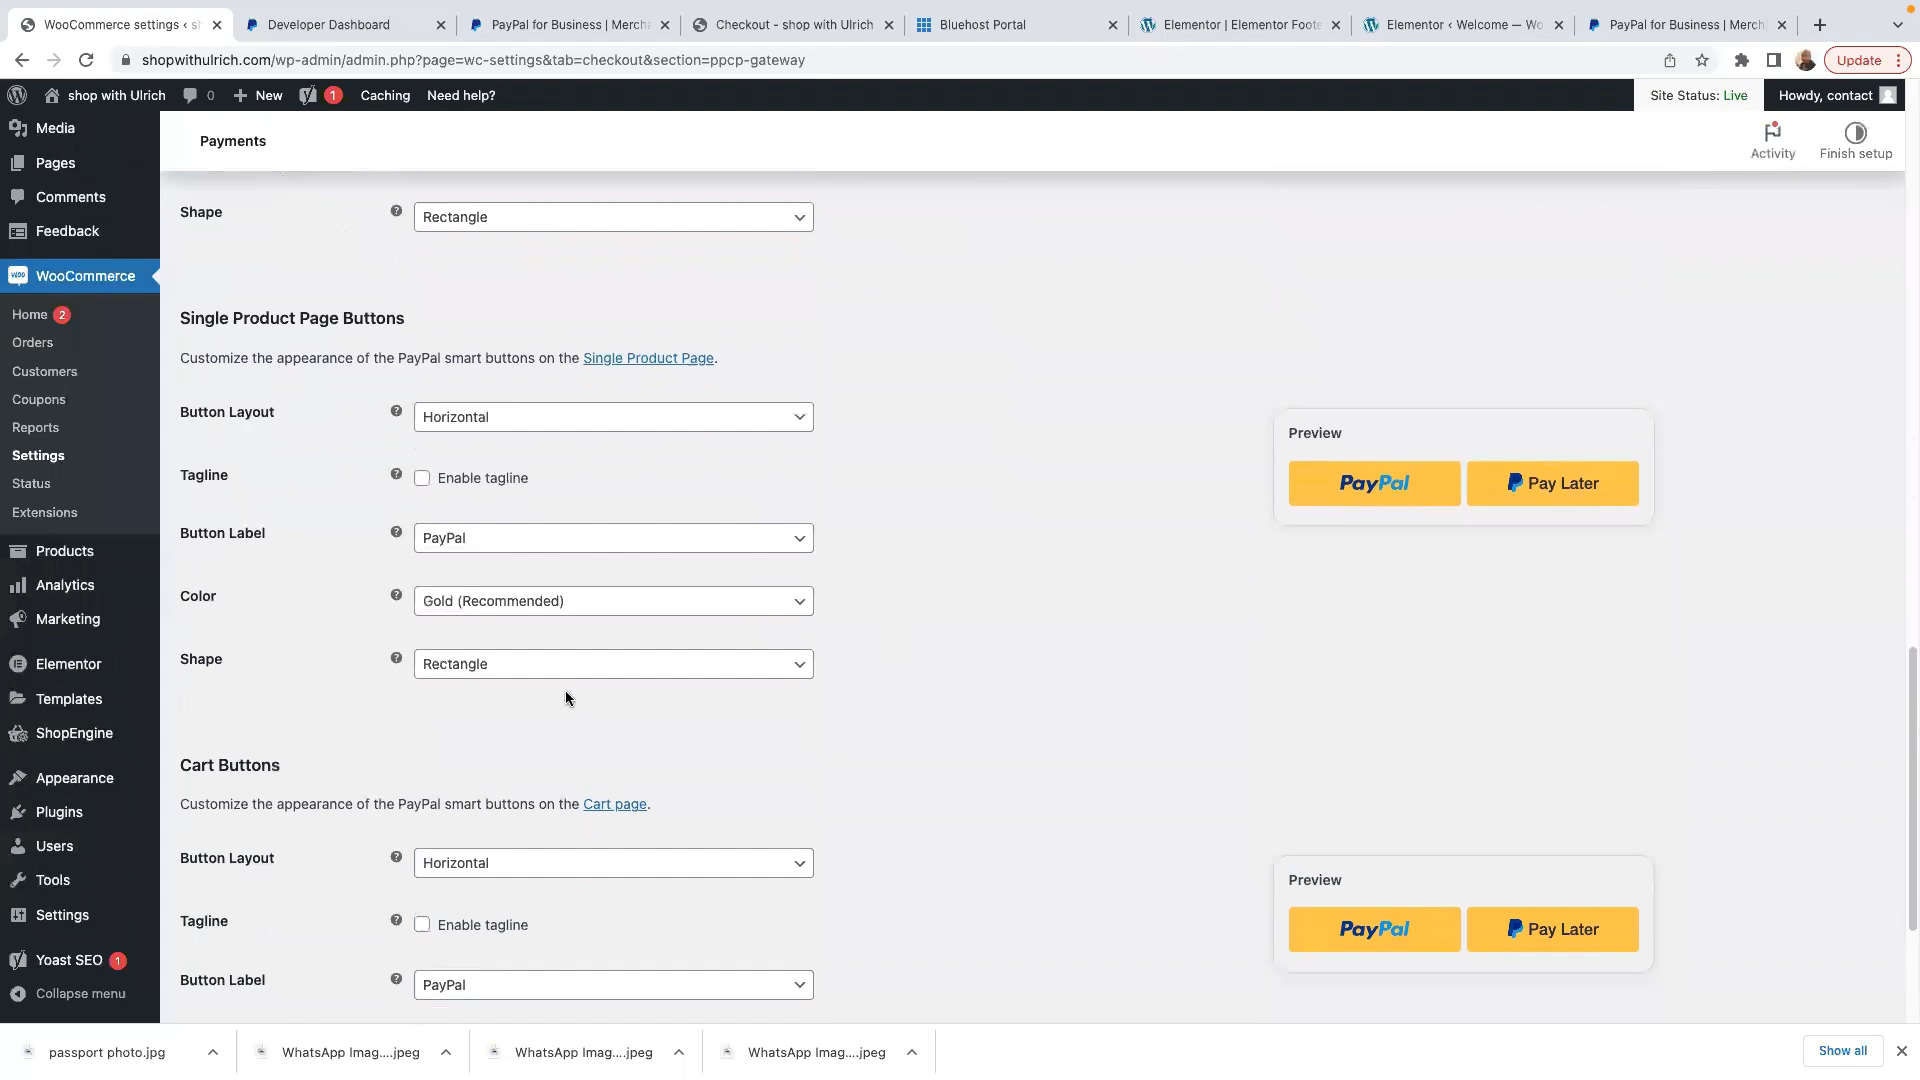 WooCommerce settings ‹ sh
Developer Dashboard
PayPal for Business | Merch
Checkout - shop with Ulrich
Bluehost Portal
Elementor | Elementor Foote
Elementor ‹ Welcome — Wo
PayPal for Business | Merch
shopwithulrich.com/wp-admin/admin.php?page=wc-settings&tab=checkout&section=ppcp-gateway
Update
shop with Ulrich
0
New
1
Caching
Need help?
Site Status: Live
Howdy, contact
Media
Pages
Comments
Feedback
WooCommerce
Home 2
Orders
Customers
Coupons
Reports
Settings
Status
Extensions
Products
Analytics
Marketing
Elementor
Templates
ShopEngine
Appearance
Plugins
Users
Tools
Settings
Yoast SEO 1
Collapse menu
Payments
Activity
Finish setup
Shape
Rectangle
Single Product Page Buttons
Customize the appearance of the PayPal smart buttons on the Single Product Page.
Button Layout
Horizontal
Tagline
Enable tagline
Button Label
PayPal
Color
Gold (Recommended)
Shape
Rectangle
Preview
PayPal
Pay Later
Cart Buttons
Customize the appearance of the PayPal smart buttons on the Cart page.
Button Layout
Horizontal
Tagline
Enable tagline
Button Label
PayPal
Preview
PayPal
Pay Later
passport photo.jpg
WhatsApp Imag....jpeg
WhatsApp Imag....jpeg
WhatsApp Imag....jpeg
Show all